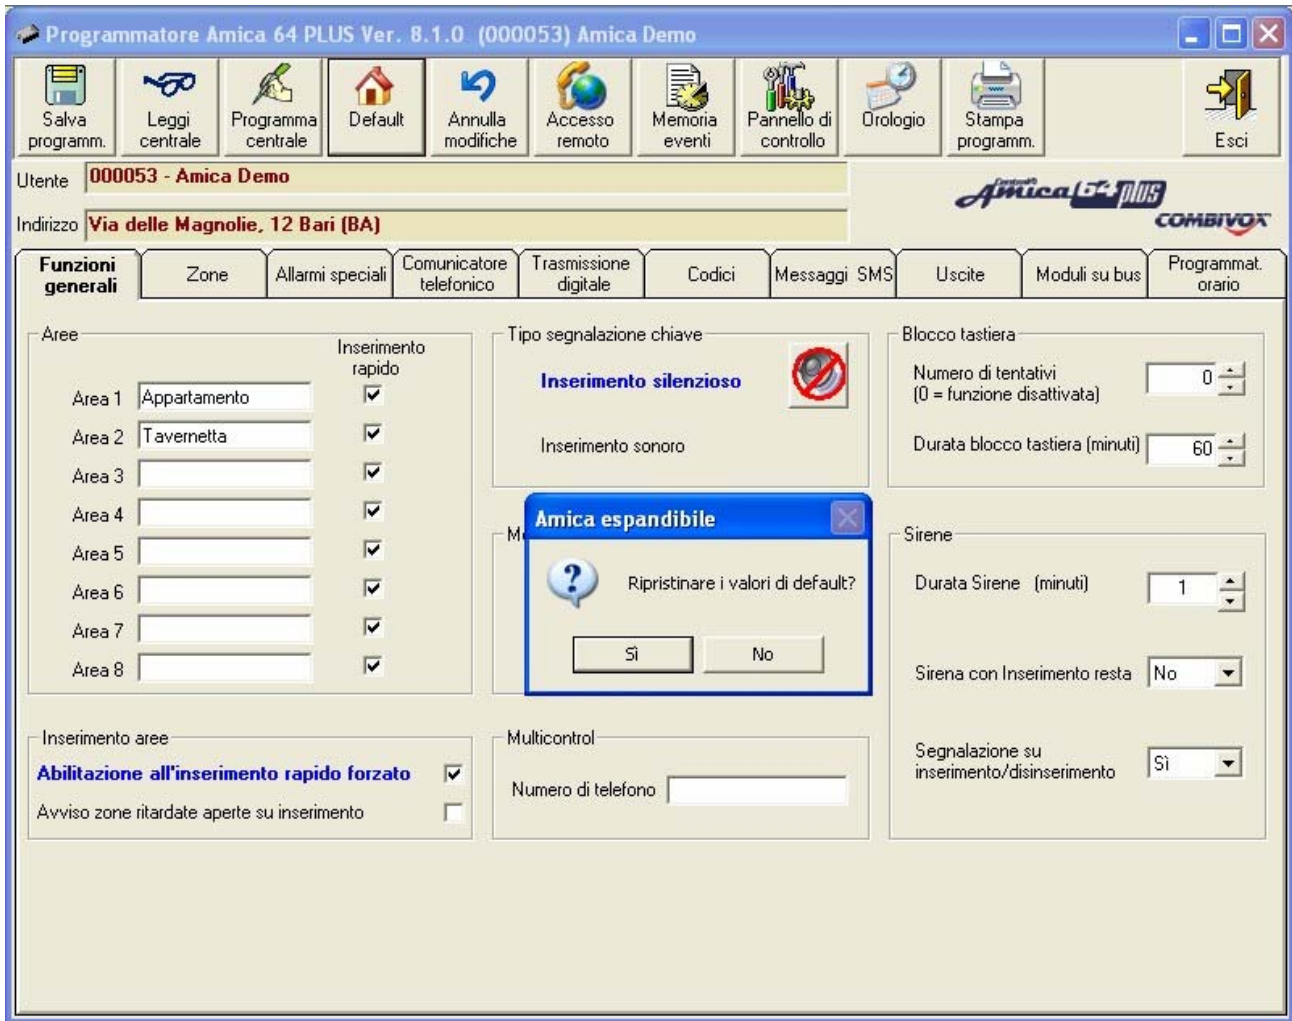 Programmatore Amica 64 PLUS Ver. 8.1.0 (000053) Amica Demo
Salva
programm.
Leggi
centrale
Programma
centrale
Default
Annulla
modifiche
Accesso
remoto
Memoria
eventi
Pannello di
controllo
Orologio
Stampa
programm.
Esci
Utente 000053 - Amica Demo
Indirizzo Via delle Magnolie, 12 Bari (BA)
Amica 64 PLUS
COMBIVOX
Funzioni
generali
Zone
Allarmi speciali
Comunicatore
telefonico
Trasmissione
digitale
Codici
Messaggi SMS
Uscite
Moduli su bus
Programmat.
orario
Aree
Inserimento
rapido
Area 1 Appartamento
Area 2 Tavernetta
Area 3
Area 4
Area 5
Area 6
Area 7
Area 8
Inserimento aree
Abilitazione all'inserimento rapido forzato
Avviso zone ritardate aperte su inserimento
Tipo segnalazione chiave
Inserimento silenzioso
Inserimento sonoro
Amica espandibile
Ripristinare i valori di default?
Sì
No
Multicontrol
Numero di telefono
Blocco tastiera
Numero di tentativi
(0 = funzione disattivata)
0
Durata blocco tastiera (minuti) 60
Sirene
Durata Sirene (minuti) 1
Sirena con Inserimento resta No
Segnalazione su
inserimento/disinserimento
Sì